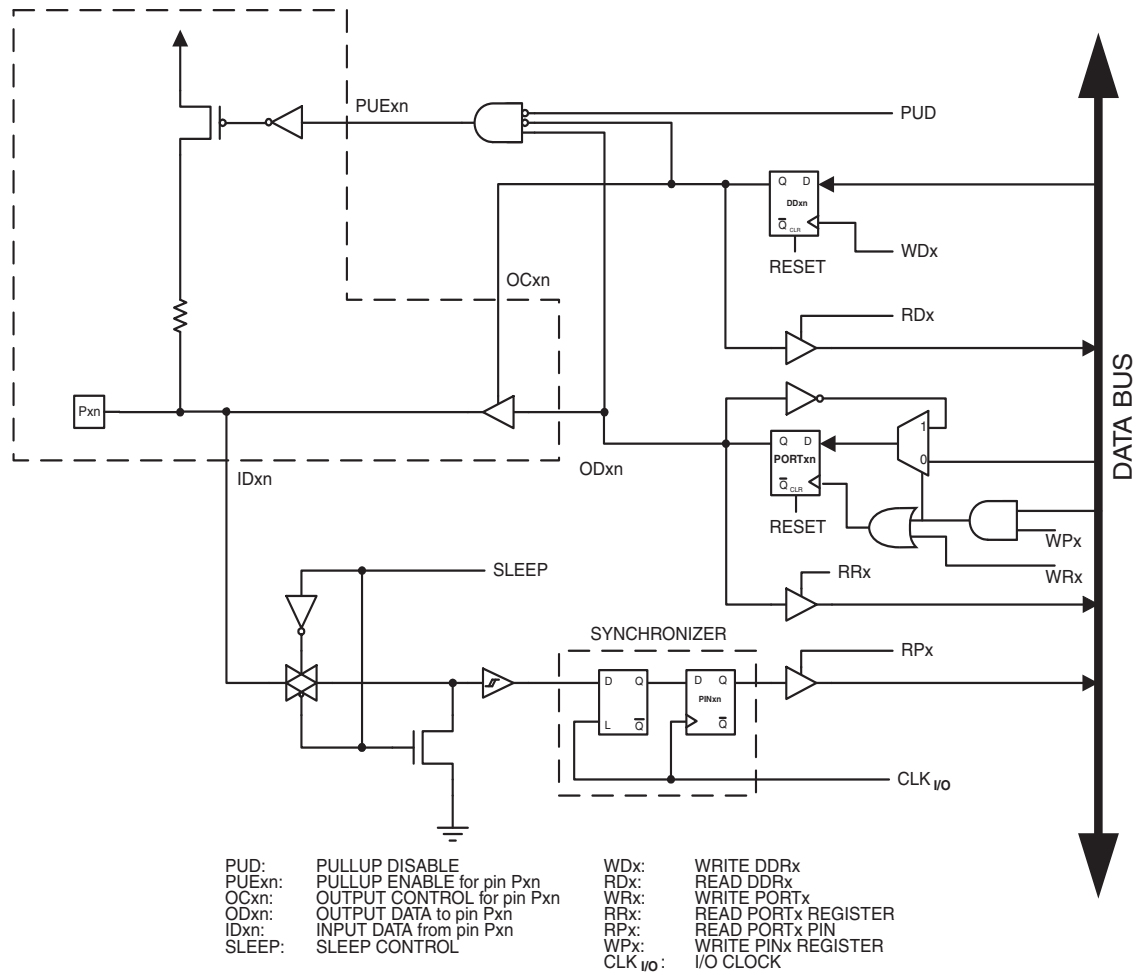 PUExn
PUD
Q D
DDxn
Q CLR
WDx
RESET
OCxn
RDx
Pxn
1
Q D
PORTxn
0
IDxn
ODxn
Q CLR
RESET
WPx
WRx
SLEEP
RRx
SYNCHRONIZER
RPx
D Q
D Q
PINxn
L Q
Q
CLK I/O
DATA BUS
PUD: PULLUP DISABLE
PUExn: PULLUP ENABLE for pin Pxn
OCxn: OUTPUT CONTROL for pin Pxn
ODxn: OUTPUT DATA to pin Pxn
IDxn: INPUT DATA from pin Pxn
SLEEP: SLEEP CONTROL
WDx: WRITE DDRx
RDx: READ DDRx
WRx: WRITE PORTx
RRx: READ PORTx REGISTER
RPx: READ PORTx PIN
WPx: WRITE PINx REGISTER
CLK I/O: I/O CLOCK